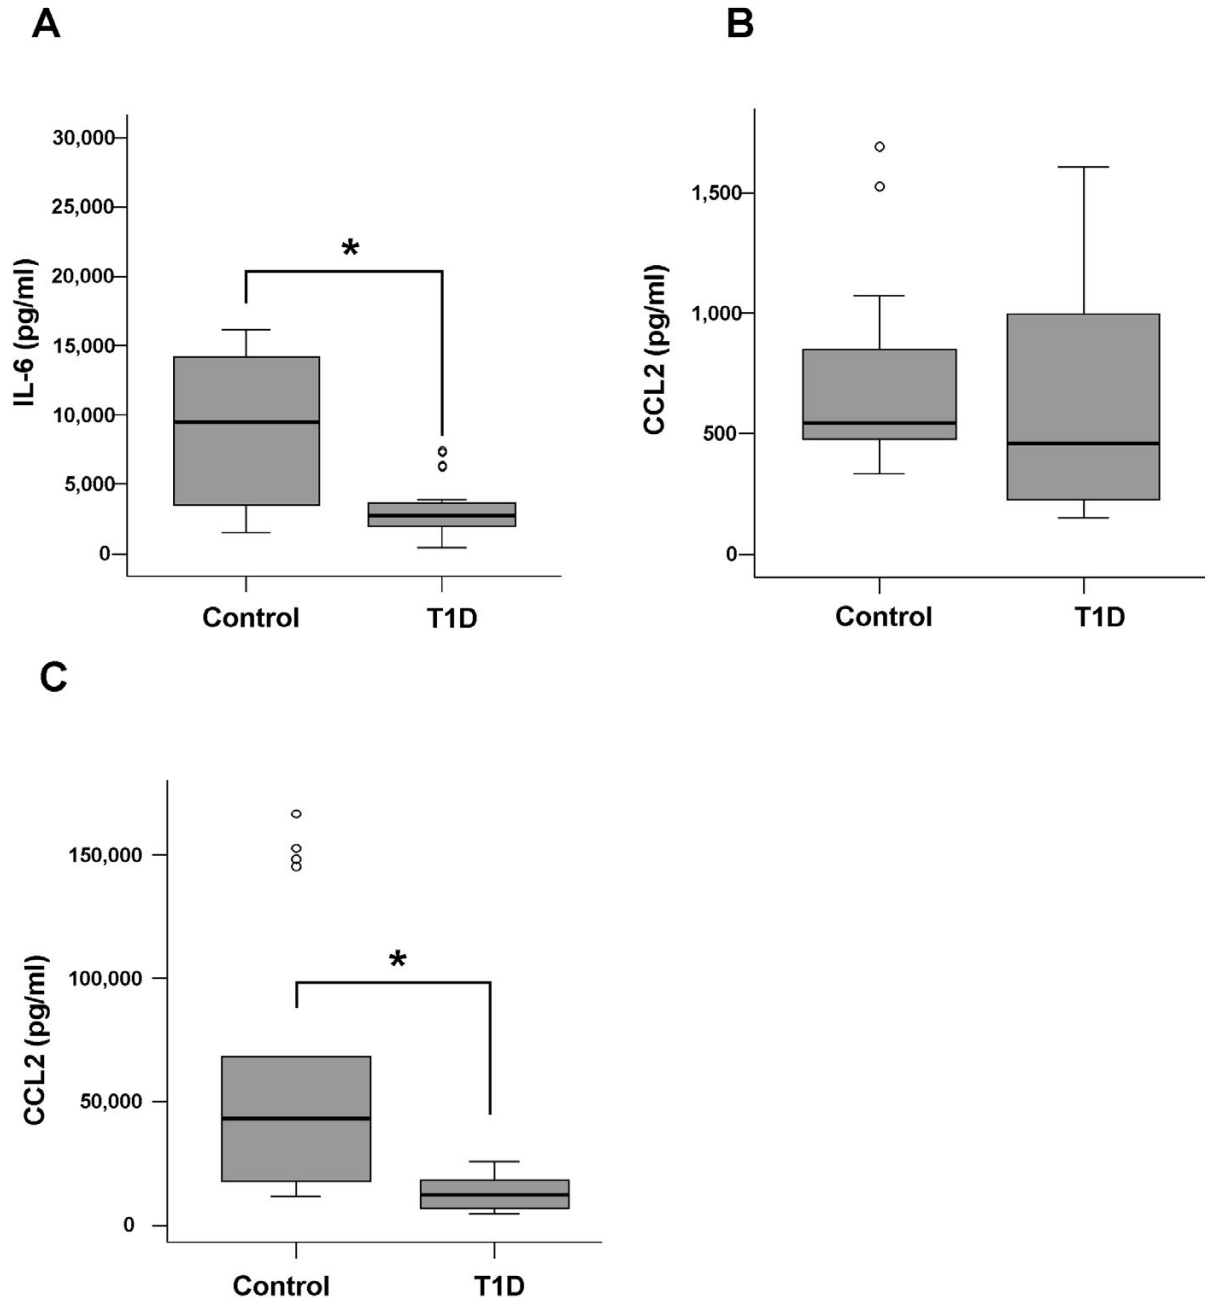 A
IL-6 (pg/ml)
30,000
25,000
20,000
15,000
10,000
5,000
0
*
Control
T1D
B
CCL2 (pg/ml)
1,500
1,000
500
0
Control
T1D
C
CCL2 (pg/ml)
150,000
100,000
50,000
0
*
Control
T1D